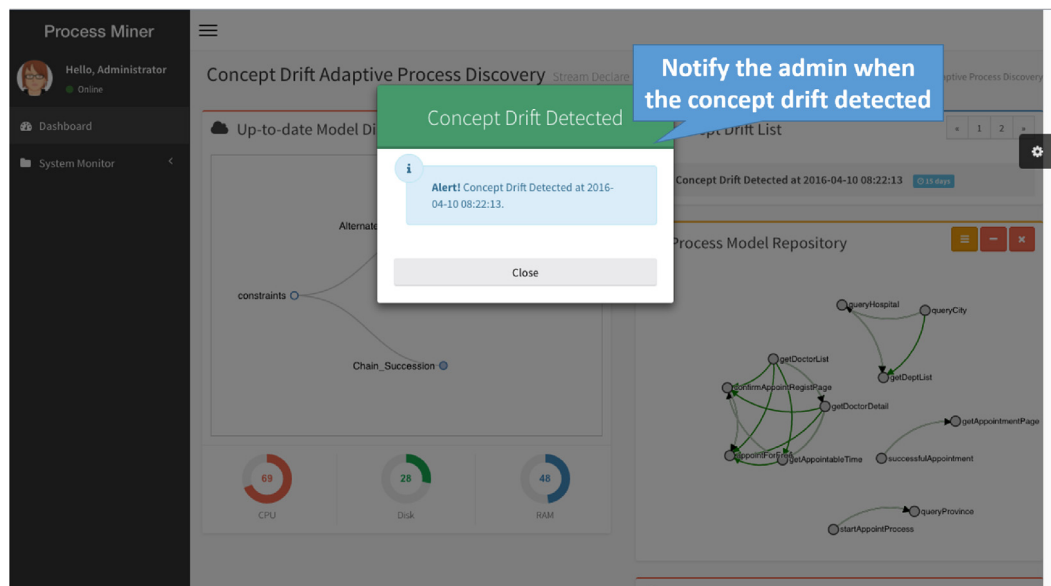 Process Miner
Hello, Administrator
Online
Dashboard
System Monitor
Concept Drift Adaptive Process Discovery Stream Declare
Notify the admin when
the concept drift detected
Process Discovery
Up-to-date Model
Concept Drift Detected
Drift List
« 1 2 »
i
Alert! Concept Drift Detected at 2016-
04-10 08:22:13.
Close
Concept Drift Detected at 2016-04-10 08:22:13 15 days
Process Model Repository
constraints
Chain_Succession
69
CPU
28
Disk
48
RAM
queryHospital
queryCity
getDoctorList
getDeptList
confirmAppointRegistPage
getDoctorDetail
getAppointmentPage
getAppointableTime
successfulAppointment
queryProvince
startAppointProcess